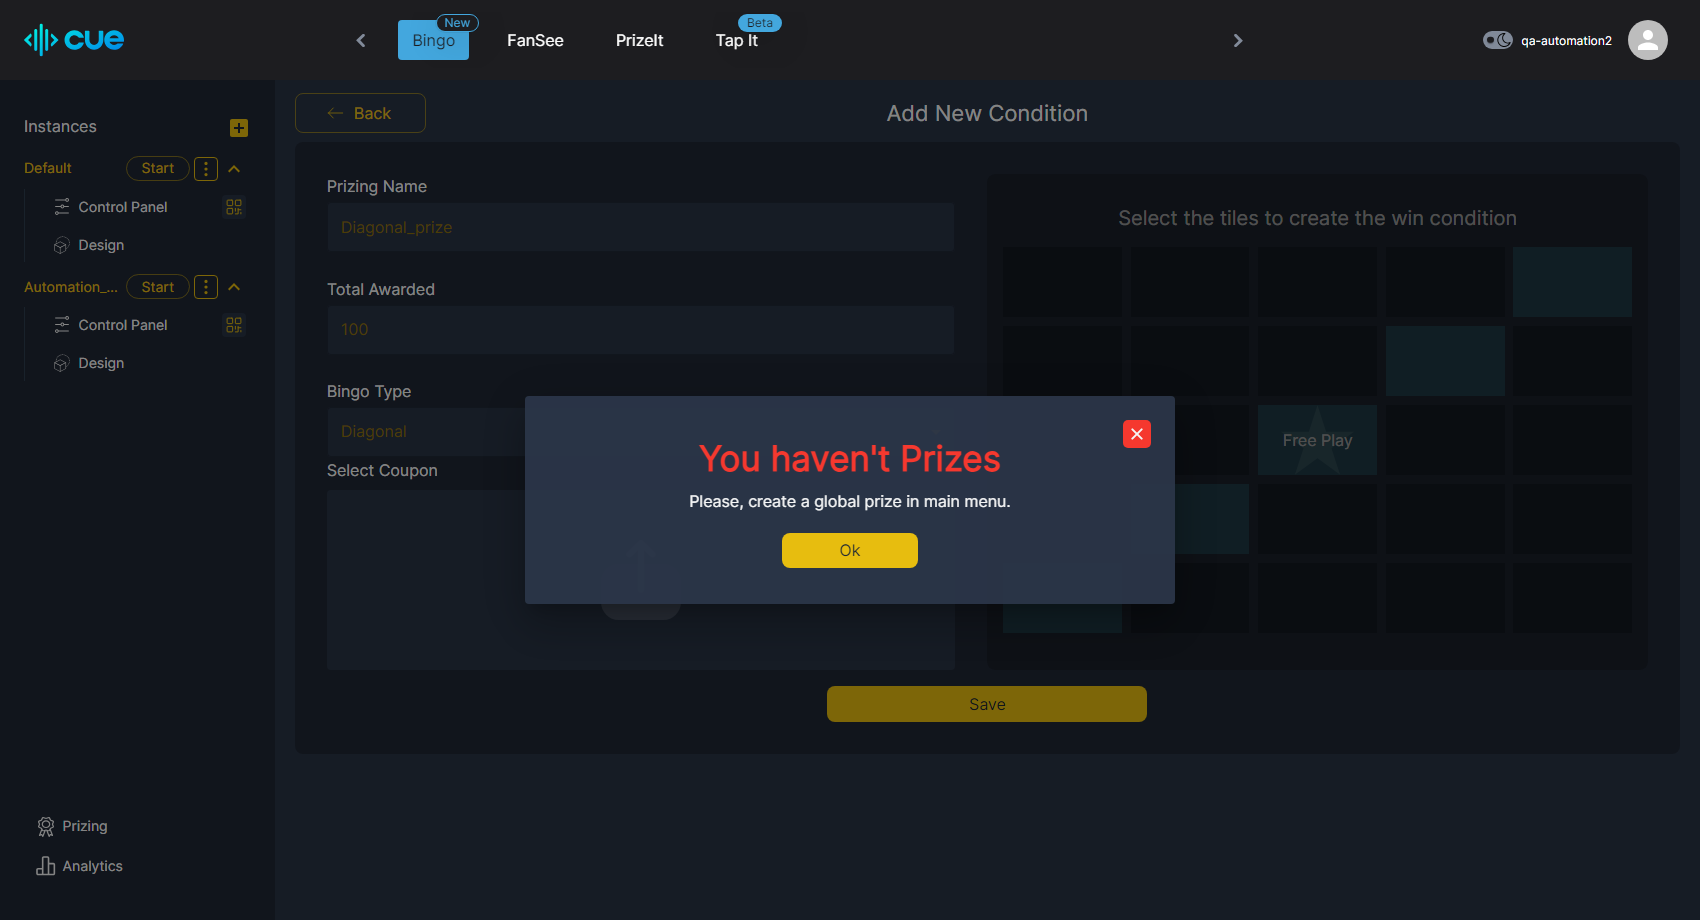 cue
Bingo
New
FanSee
PrizeIt
Tap It
Beta
qa-automation2
Instances
Default
Start
Control Panel
Design
Automation_...
Start
Control Panel
Design
Prizing
Analytics
Back
Add New Condition
Prizing Name
Diagonal_prize
Total Awarded
100
Bingo Type
Diagonal
Select Coupon
Select the tiles to create the win condition
Free Play
You haven't Prizes
Please, create a global prize in main menu.
Ok
Save